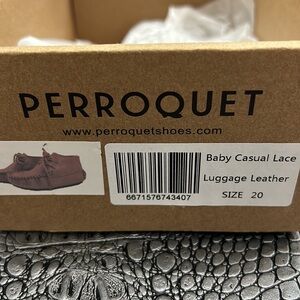 PERROQUET
www.perroquetshoes.com
Baby Casual Lace
Luggage Leather
SIZE 20
6671576743407